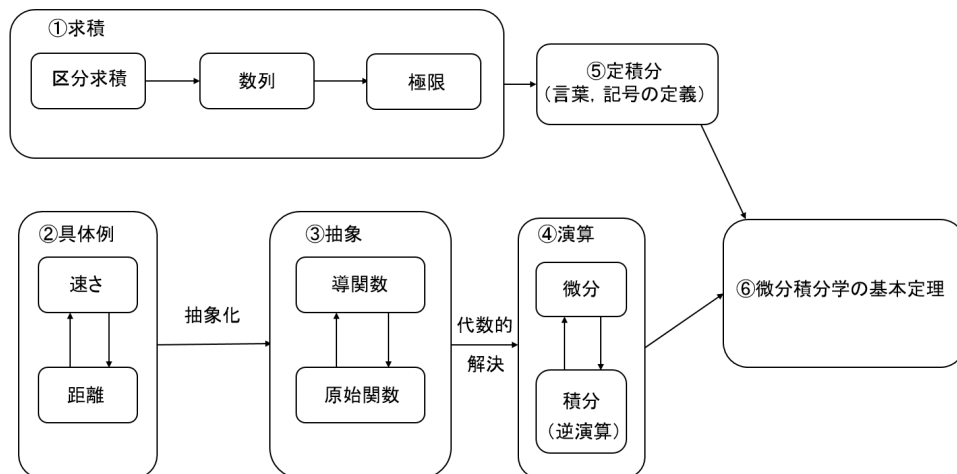 ①求積
区分求積
数列
極限
⑤定積分
（言葉，記号の定義）
②具体例
速さ
距離
抽象化
③抽象
導関数
原始関数
代数的
解決
④演算
微分
積分
（逆演算）
⑥微分積分学の基本定理